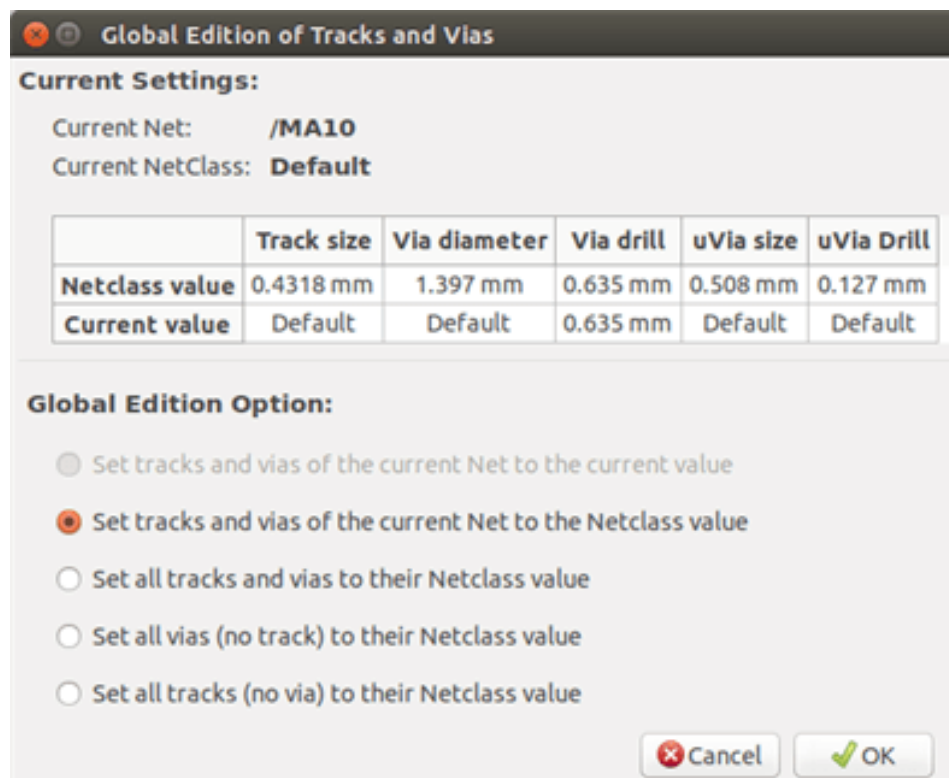 Global Edition of Tracks and Vias
Current Settings:
Current Net: /MA10
Current NetClass: Default
Track size Via diameter Via drill uVia size uVia Drill
Netclass value 0.4318 mm 1.397 mm 0.635 mm 0.508 mm 0.127 mm
Current value Default Default 0.635 mm Default Default
Global Edition Option:
Set tracks and vias of the current Net to the current value
Set tracks and vias of the current Net to the Netclass value
Set all tracks and vias to their Netclass value
Set all vias (no track) to their Netclass value
Set all tracks (no via) to their Netclass value
Cancel OK